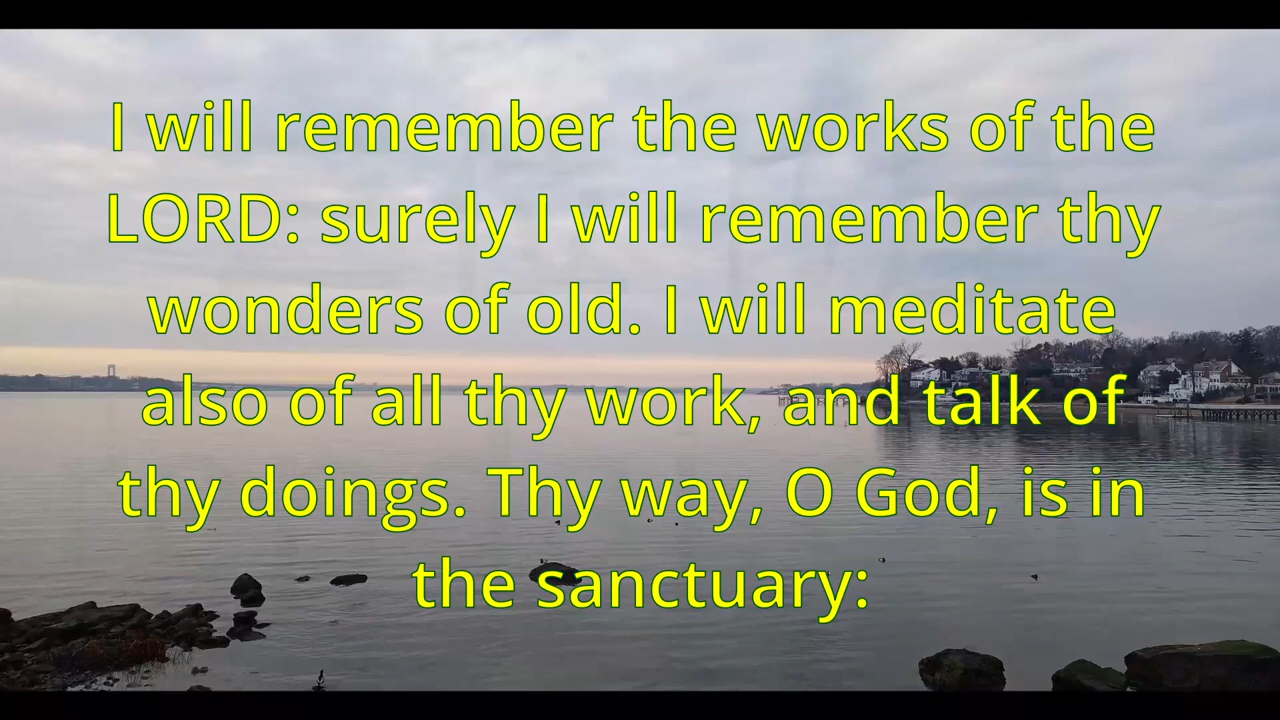 I will remember the works of the
LORD: surely I will remember thy
wonders of old. I will meditate
also of all thy work, and talk of
thy doings. Thy way, O God, is in
the sanctuary: